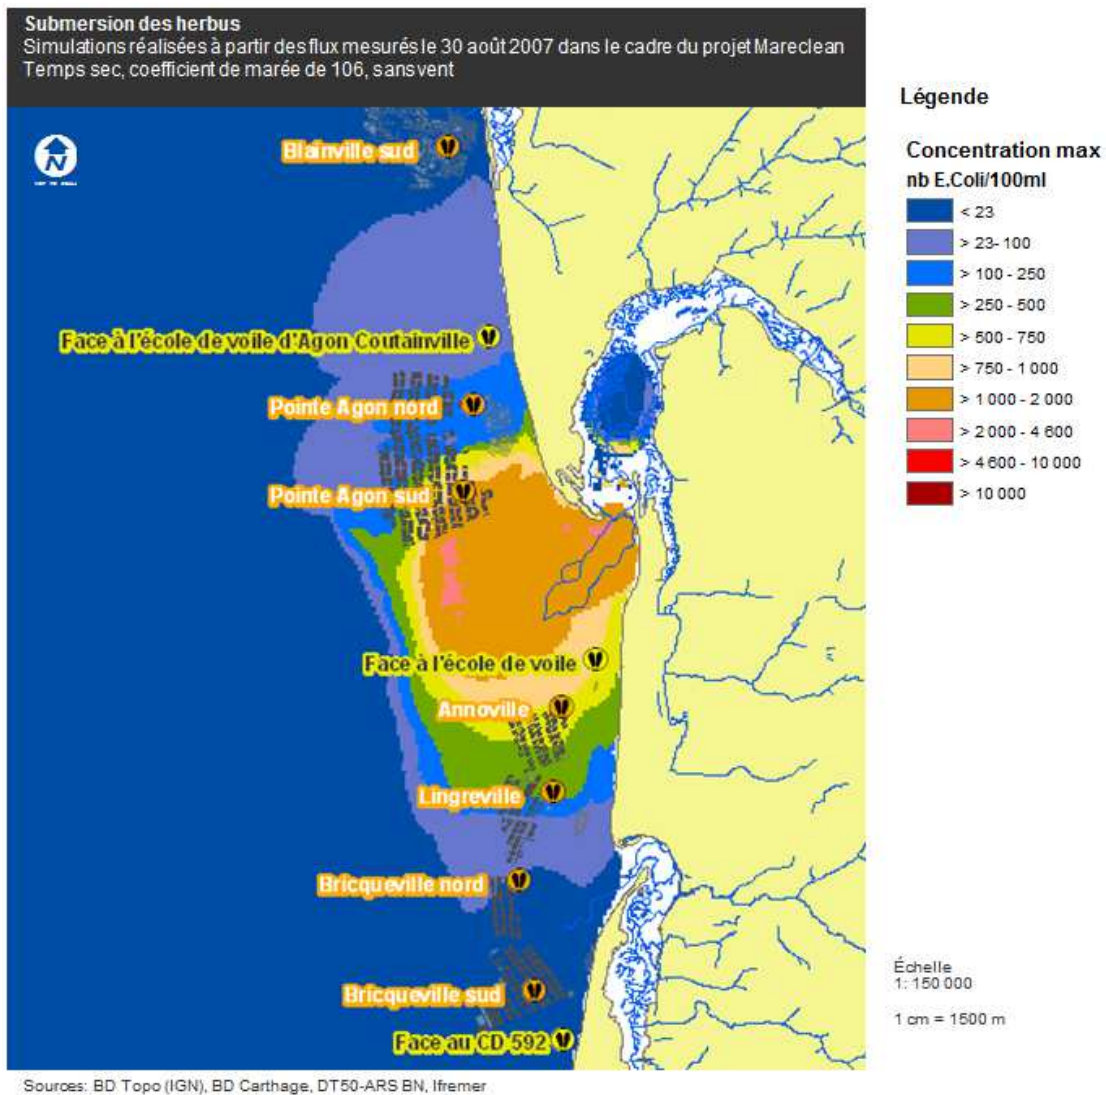 Submersion des herbus
Simulations réalisées à partir des flux mesurés le 30 août 2007 dans le cadre du projet Mareclean
Temps sec, coefficient de marée de 106, sans vent
N
Blainville sud
Face à l'école de voile d'Agon Coutainville
Pointe Agon nord
Pointe Agon sud
Face à l'école de voile
Annoville
Lingreville
Bricqueville nord
Bricqueville sud
Face au CD 592
Légende
Concentration max
nb E.Coli/100ml
< 23
> 23- 100
> 100 - 250
> 250 - 500
> 500 - 750
> 750 - 1 000
> 1 000 - 2 000
> 2 000 - 4 600
> 4 600 - 10 000
> 10 000
Échelle
1: 150 000
1 cm = 1500 m
Sources: BD Topo (IGN), BD Carthage, DT50-ARS BN, Ifremer